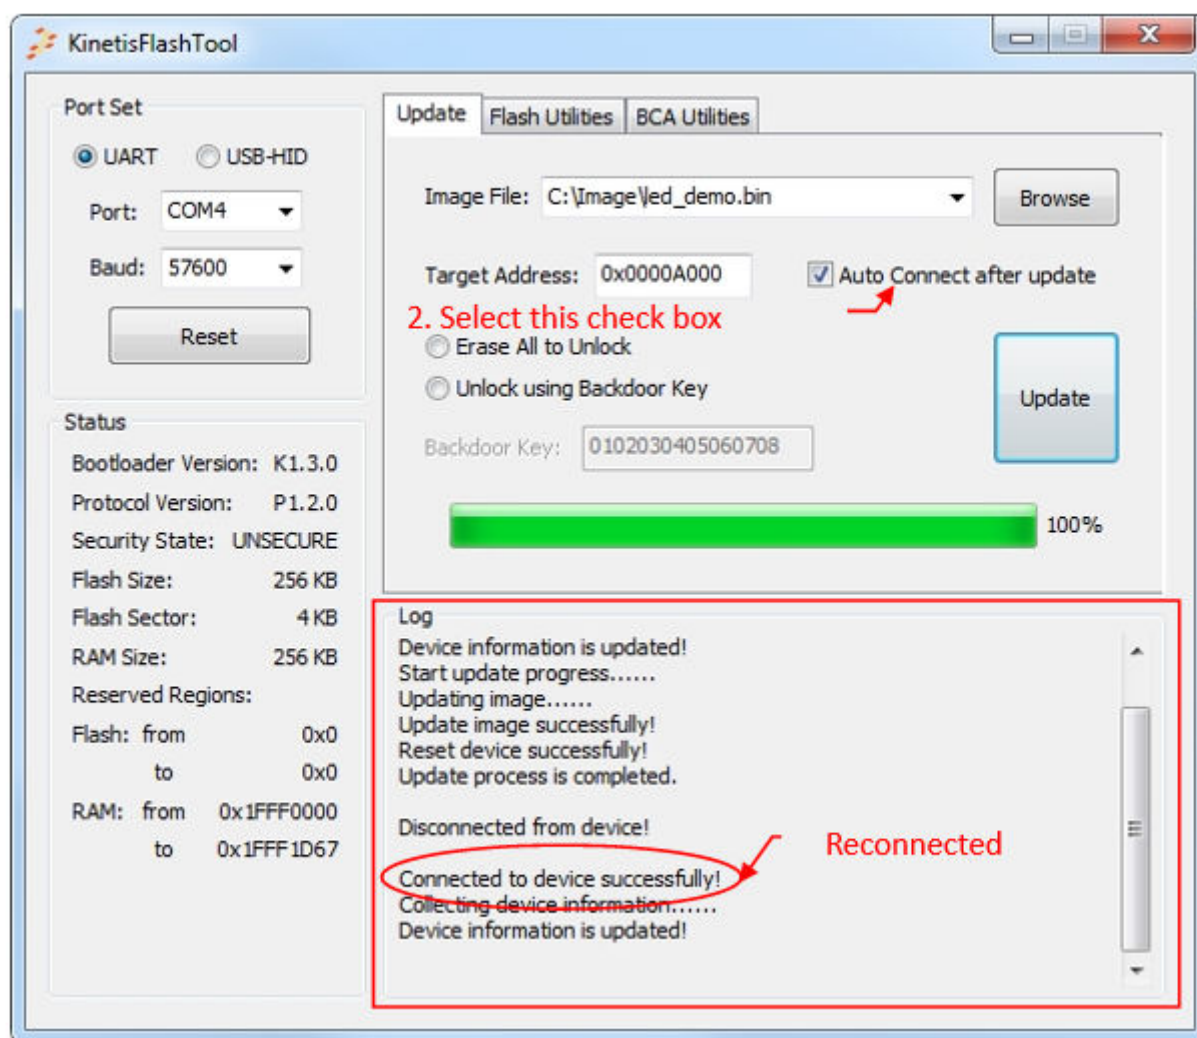 KinetisFlashTool
Port Set
UART USB-HID
Port: COM4
Baud: 57600
Reset
Status
Bootloader Version: K1.3.0
Protocol Version: P1.2.0
Security State: UNSECURE
Flash Size: 256 KB
Flash Sector: 4 KB
RAM Size: 256 KB
Reserved Regions:
Flash: from 0x0
to 0x0
RAM: from 0x1FFF0000
to 0x1FFF1D67
Update Flash Utilities BCA Utilities
Image File: C:\Image\led_demo.bin Browse
Target Address: 0x0000A000 Auto Connect after update
2. Select this check box
Erase All to Unlock
Unlock using Backdoor Key
Update
Backdoor Key: 0102030405060708
100%
Log
Device information is updated!
Start update progress......
Updating image......
Update image successfully!
Reset device successfully!
Update process is completed.
Disconnected from device!
Reconnected
Connected to device successfully!
Collecting device information......
Device information is updated!